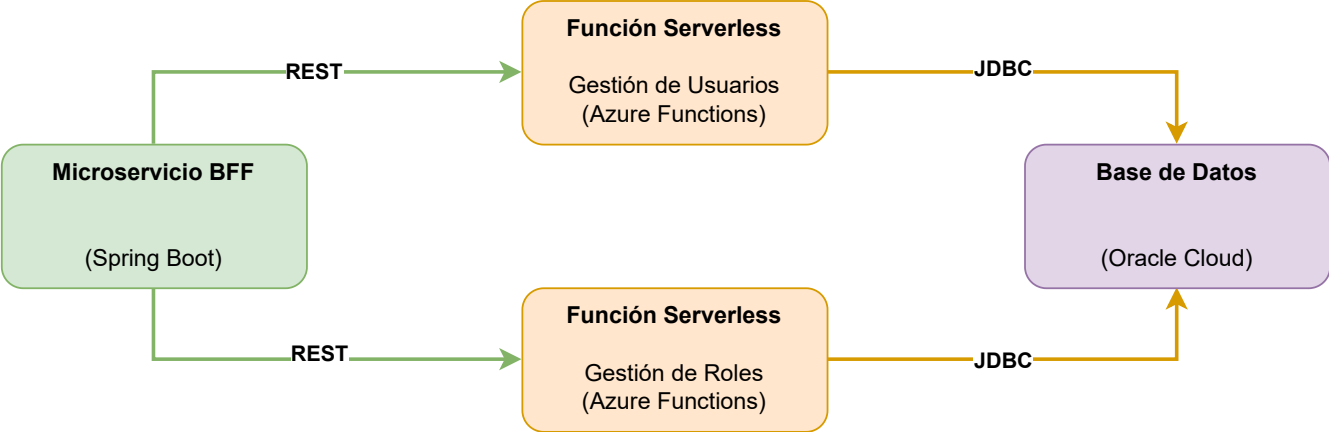 Función Serverless
Gestión de Usuarios
(Azure Functions)
REST
JDBC
Microservicio BFF
(Spring Boot)
Base de Datos
(Oracle Cloud)
Función Serverless
Gestión de Roles
(Azure Functions)
REST
JDBC